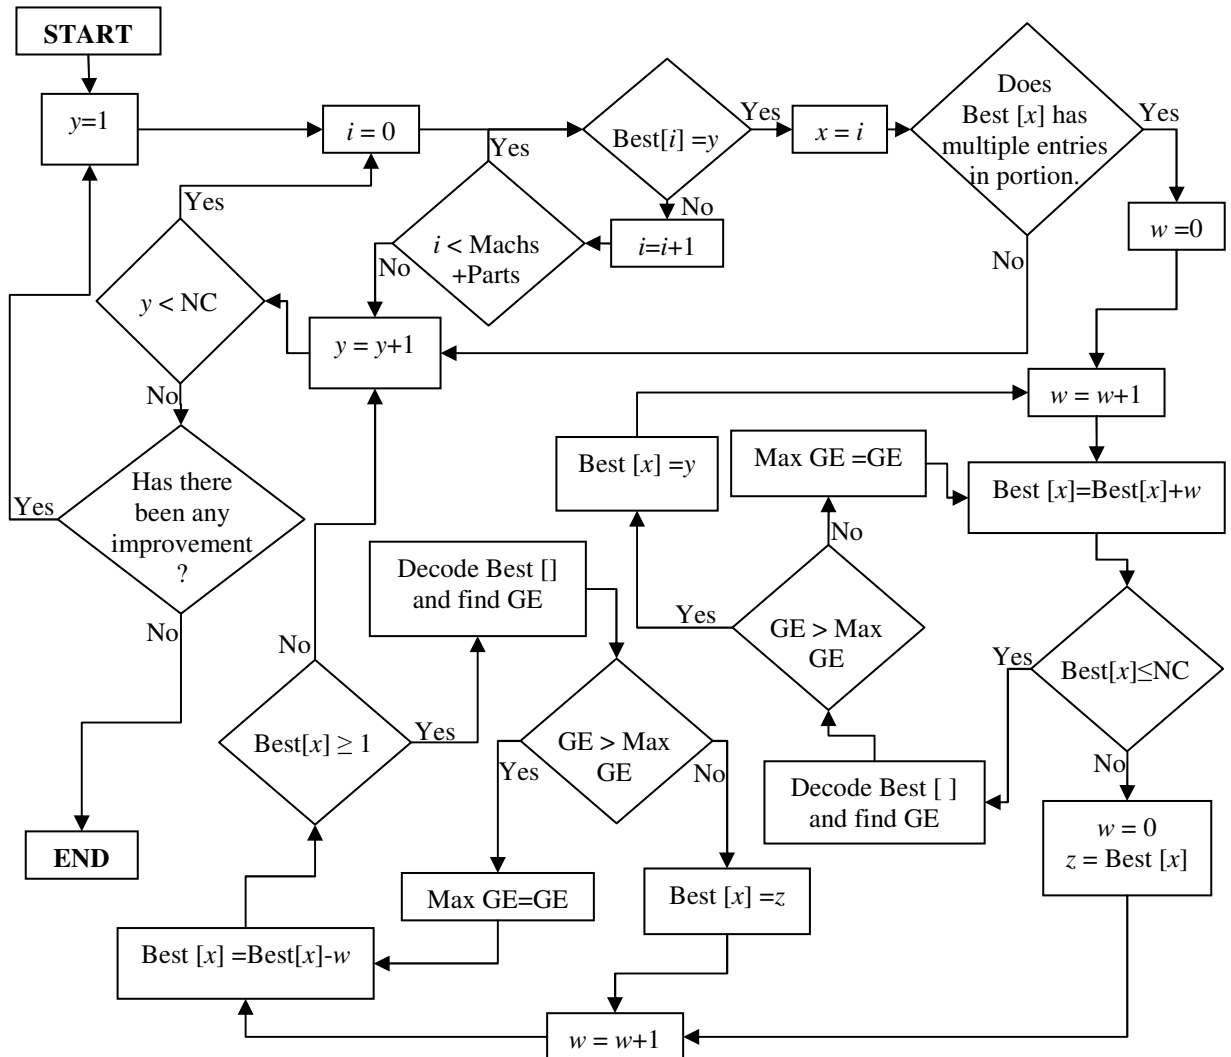 START
y=1
i = 0
Best[i] =y
Yes
x = i
Does
Best [x] has
multiple entries
in portion.
Yes
w =0
No
i=i+1
Yes
i < Machs
+Parts
No
No
Yes
y < NC
No
y = y+1
w = w+1
Has there
been any
improvement
?
Yes
No
Best [x] =y
Max GE =GE
Best [x]=Best[x]+w
No
Decode Best []
and find GE
Yes
GE > Max
GE
Yes
Best[x]≤NC
No
No
Best[x] ≥ 1
Yes
GE > Max
GE
Yes
No
Decode Best [ ]
and find GE
w = 0
z = Best [x]
END
Max GE=GE
Best [x] =z
Best [x] =Best[x]-w
w = w+1